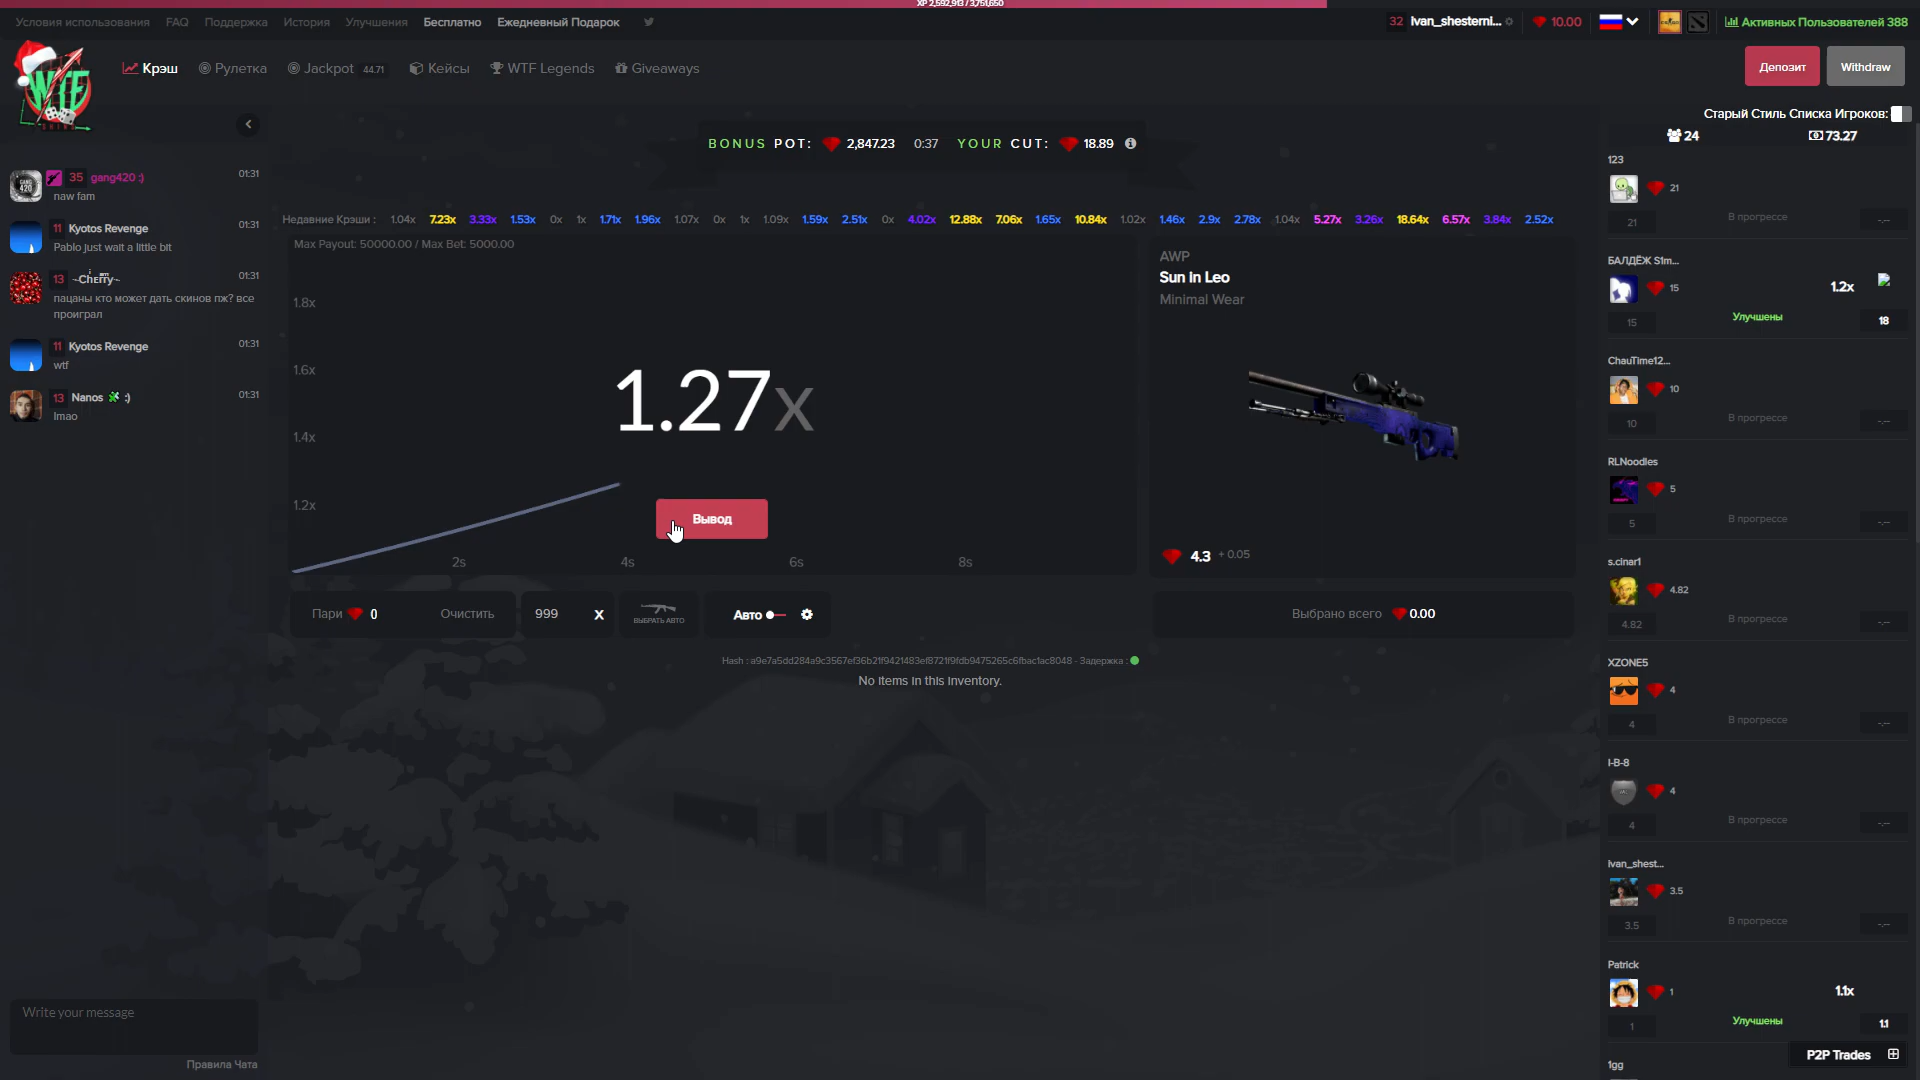 XP 2,592,913 / 3,751,650
Условия использования FAQ Поддержка История Улучшения Бесплатно Ежедневный Подарок
32 Ivan_shesterni... 10.00 Активных Пользователей 388
WTF
Крэш Рулетка Jackpot 44.71 Кейсы WTF Legends Giveaways
Депозит Withdraw
Старый Стиль Списка Игроков:
24 73.27
BONUS POT: 2,847.23 0:37 YOUR CUT: 18.89
35 gang420 :) 01:31
naw fam
11 Kyotos Revenge 01:31
Pablo just wait a little bit
13 01:31
пацаны кто может дать скинов пж? все
проиграл
11 Kyotos Revenge 01:31
wtf
13 Nanos :) 01:31
lmao
Недавние Крэши : 1.04x 7.23x 3.33x 1.53x 0x 1x 1.71x 1.96x 1.07x 0x 1x 1.09x 1.59x 2.51x 0x 4.02x 12.88x 7.06x 1.65x 10.84x 1.02x 1.46x 2.9x 2.78x 1.04x 5.27x 3.26x 18.64x 6.57x 3.84x 2.52x
Max Payout: 50000.00 / Max Bet: 5000.00
1.8x
1.6x
1.4x
1.2x
1.27x
Вывод
2s 4s 6s 8s
AWP
Sun in Leo
Minimal Wear
4.3 + 0.05
Пари 0 Очистить 999 X ВЫБРАТЬ АВТО Авто
Выбрано всего 0.00
Hash : a9e7a5dd284a9c3567ef36b21f9421483ef8721f9fdb9475265c6fbac1ac8048 - Задержка :
No items in this inventory.
123
21
21 В прогрессе -.--
БАЛДЁЖ S1m...
15 1.2x
15 Улучшены 18
ChauTime12...
10
10 В прогрессе -.--
RLNoodles
5
5 В прогрессе -.--
s.cinar1
4.82
4.82 В прогрессе -.--
XZONE5
4
4 В прогрессе -.--
I-B-8
4
4 В прогрессе -.--
Ivan_shest...
3.5
3.5 В прогрессе -.--
Patrick
1 1.1x
1 Улучшены 1.1
1gg
P2P Trades
Write your message
Правила Чата